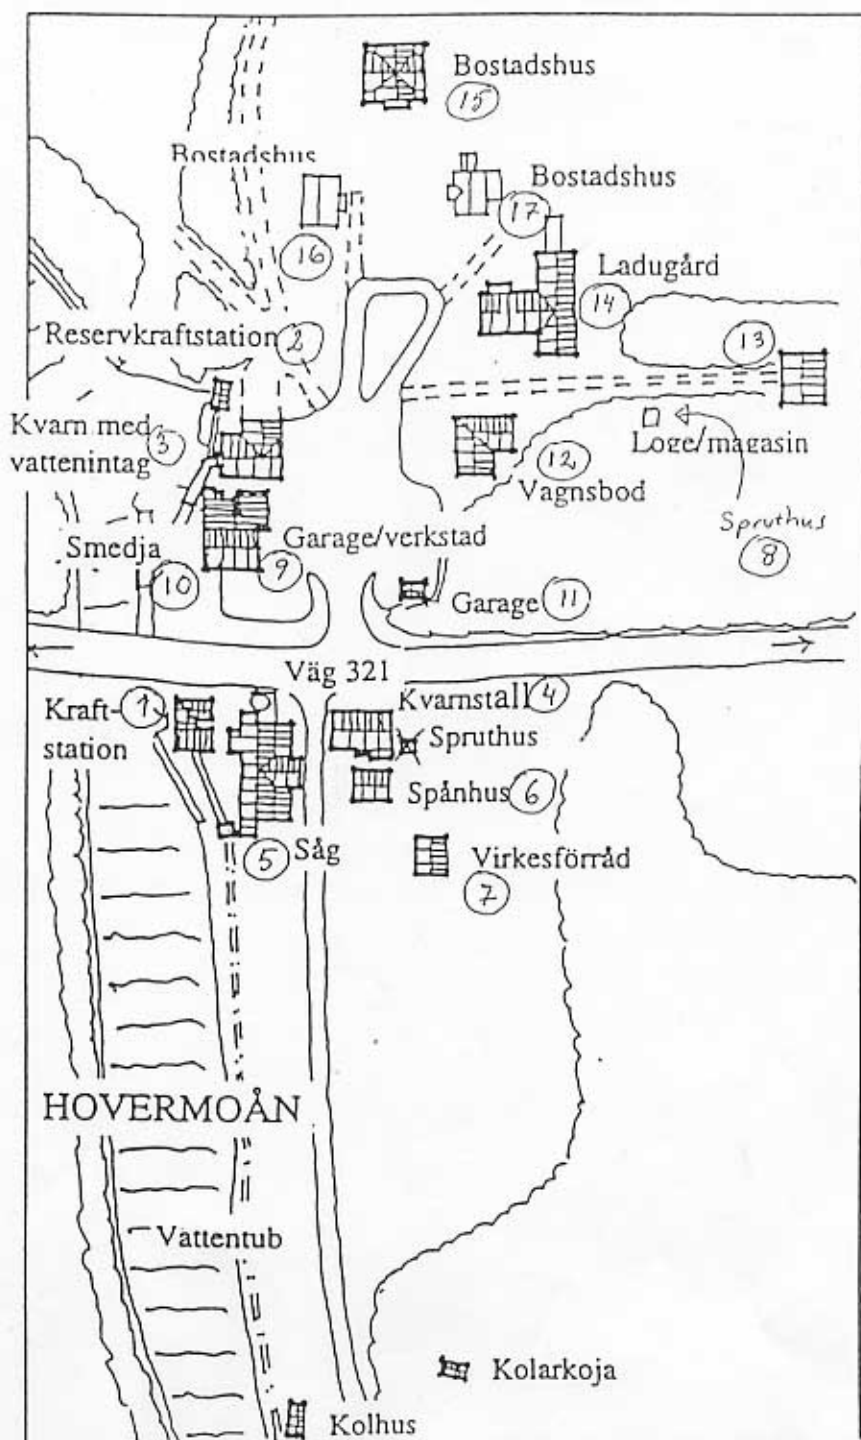 Bostadshus
15
Bostadshus
16
Bostadshus
17
Ladugård
14
13
Reservkraftstation
2
Kvarn med
vattenintag
3
Loge/magasin
12
Vagnsbod
Spruthus
8
Smedja
10
Garage/verkstad
9
Garage
11
Väg 321
Kraft-
station
1
Kvarnstall
4
Spruthus
Spånhus
6
Såg
5
Virkesförråd
7
HOVERMOÅN
Vattentub
Kolarkoja
Kolhus